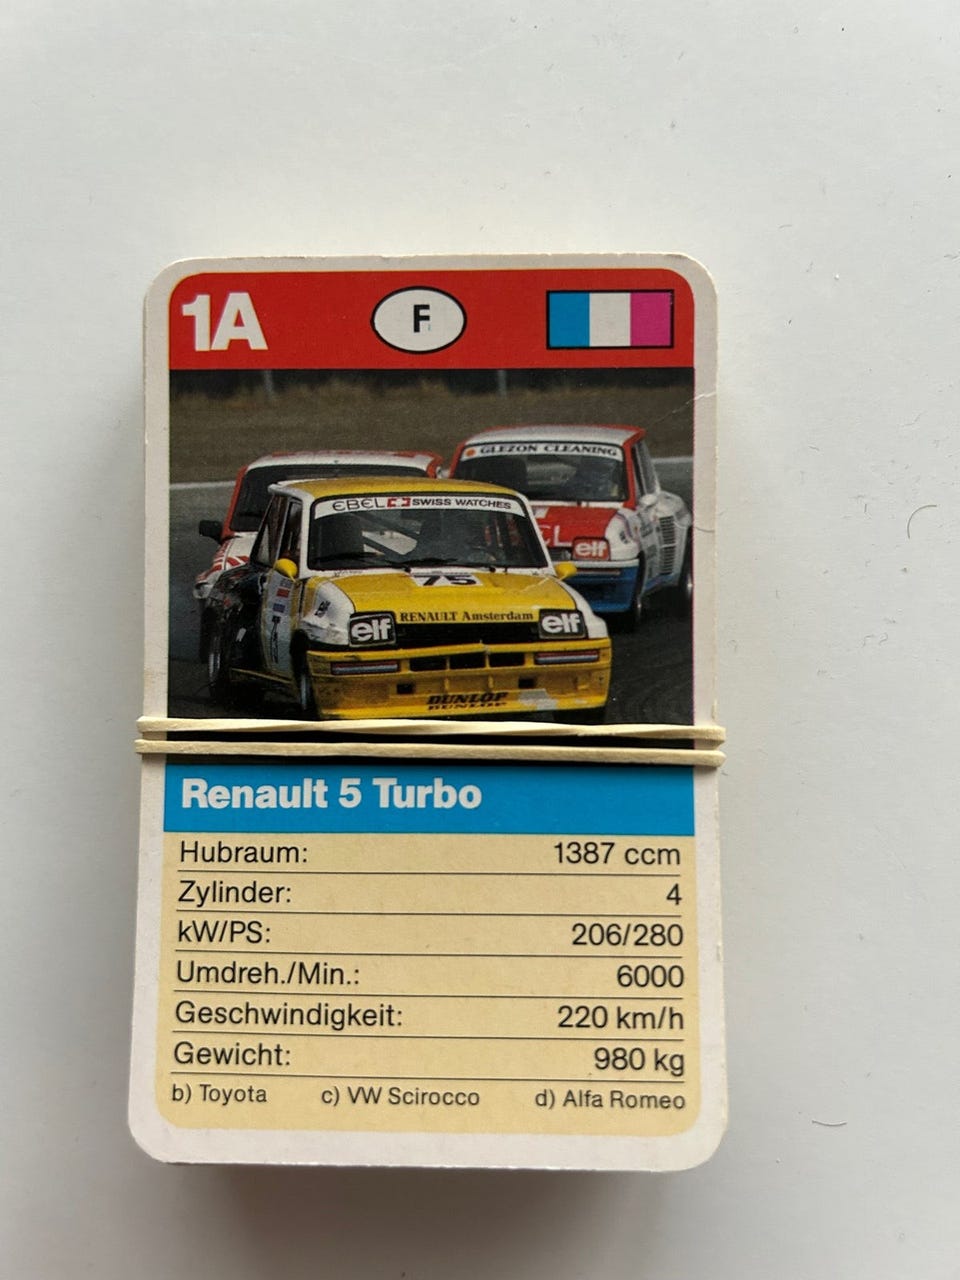 1A F
GLEZON CLEANING
EBEL SWISS WATCHES
elf
75
RENAULT Amsterdam
elf elf
DUNLOP
DUNLOP
Renault 5 Turbo
Hubraum: 1387 ccm
Zylinder: 4
kW/PS: 206/280
Umdreh./Min.: 6000
Geschwindigkeit: 220 km/h
Gewicht: 980 kg
b) Toyota c) VW Scirocco d) Alfa Romeo